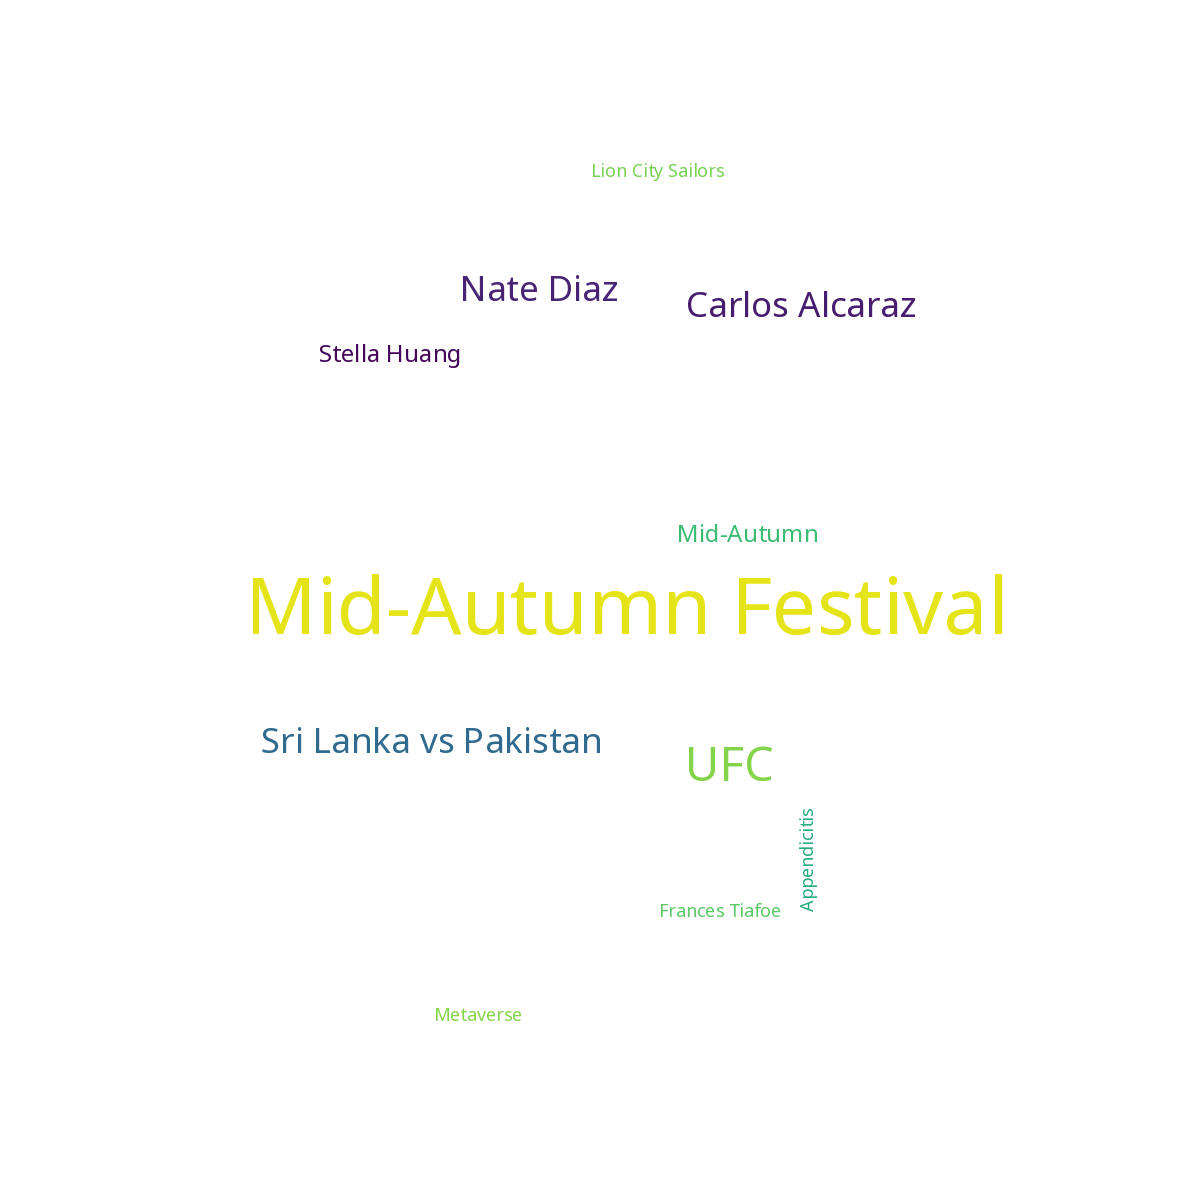 Lion City Sailors
Nate Diaz
Carlos Alcaraz
Stella Huang
Mid-Autumn
Mid-Autumn Festival
Sri Lanka vs Pakistan
UFC
Appendicitis
Frances Tiafoe
Metaverse